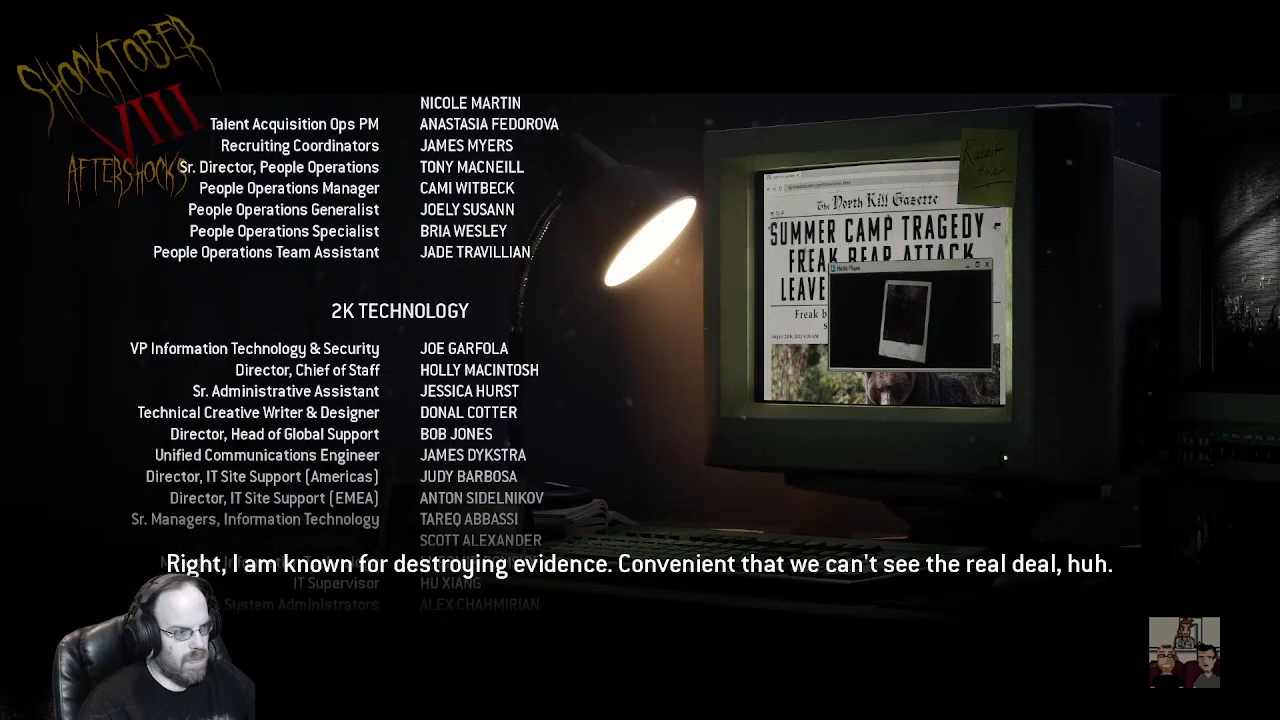 SHOCKTOBER
VIII
AFTERSHOCKS
NICOLE MARTIN
Talent Acquisition Ops PM ANASTASIA FEDOROVA
Recruiting Coordinators JAMES MYERS
Sr. Director, People Operations TONY MACNEILL
People Operations Manager CAMI WITBECK
People Operations Generalist JOELY SUSANN
People Operations Specialist BRIA WESLEY
People Operations Team Assistant JADE TRAVILLIAN
2K TECHNOLOGY
VP Information Technology & Security JOE GARFOLA
Director, Chief of Staff HOLLY MACINTOSH
Sr. Administrative Assistant JESSICA HURST
Technical Creative Writer & Designer DONAL COTTER
Director, Head of Global Support BOB JONES
Unified Communications Engineer JAMES DYKSTRA
Director, IT Site Support (Americas) JUDY BARBOSA
Director, IT Site Support (EMEA) ANTON SIDELNIKOV
Sr. Managers, Information Technology TAREQ ABBASSI
SCOTT ALEXANDER
IT Supervisor HU XIANG
System Administrators ALEX CHAHMIRIAN
Right, I am known for destroying evidence. Convenient that we can't see the real deal, huh.
The North Kill Gazette
SUMMER CAMP TRAGEDY -
FREAK BEAR ATTACK
LEAVE
Freak b
Media Player